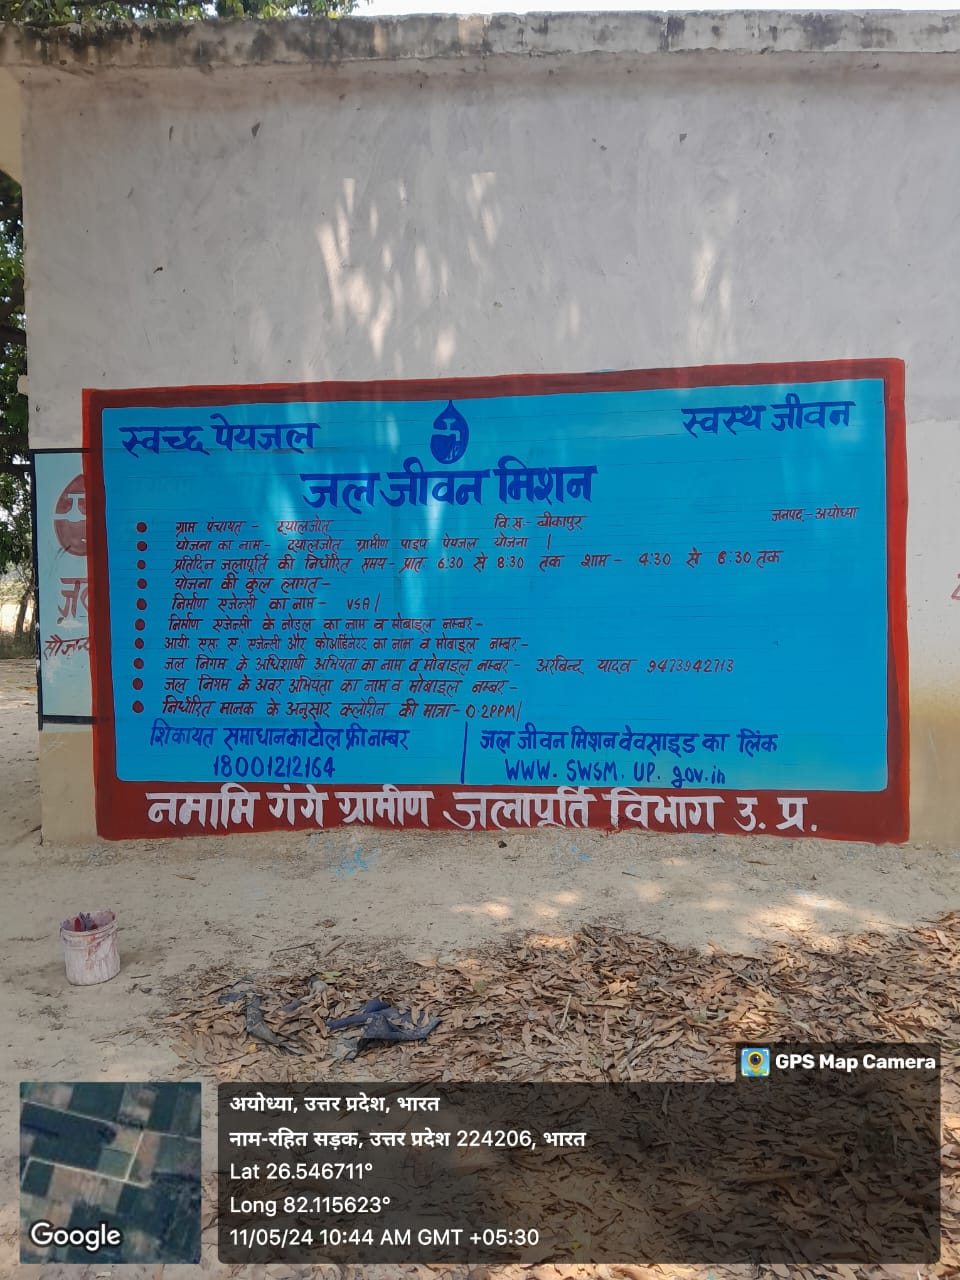 स्वच्छ पेयजल
स्वस्थ जीवन
जल जीवन मिशन
ग्राम पंचायत - दयालजोत वि.स.- बीकापुर जनपद - अयोध्या
योजना का नाम- दयालजोत ग्रामीण पाइप पेयजल योजना |
प्रतिदिन जलापूर्ति की निर्धारित समय - प्रात 6:30 से 8:30 तक शाम - 4:30 से 6:30 तक
योजना की कुल लागत-
निर्माण एजेन्सी का नाम - VSA |
निर्माण एजेन्सी के नोडल का नाम व मोबाइल नम्बर-
आयी. एस. ए. एजेन्सी और कोआर्डिनेटर का नाम व मोबाइल नम्बर-
जल निगम के अधिशाषी अभियंता का नाम व मोबाइल नम्बर- अरबिन्द यादव 9473942713
जल निगम के अवर अभियंता का नाम व मोबाइल नम्बर-
निर्धारित मानक के अनुसार क्लोरीन की मात्रा- 0.2PPM |
शिकायत समाधान का टोल फ्री नम्बर
18001212164
जल जीवन मिशन वेवसाइड का लिंक
WWW. SWSM. UP. gov.in
नमामि गंगे ग्रामीण जलापूर्ति विभाग उ. प्र.
GPS Map Camera
अयोध्या, उत्तर प्रदेश, भारत
नाम-रहित सड़क, उत्तर प्रदेश 224206, भारत
Lat 26.546711°
Long 82.115623°
11/05/24 10:44 AM GMT +05:30
Google